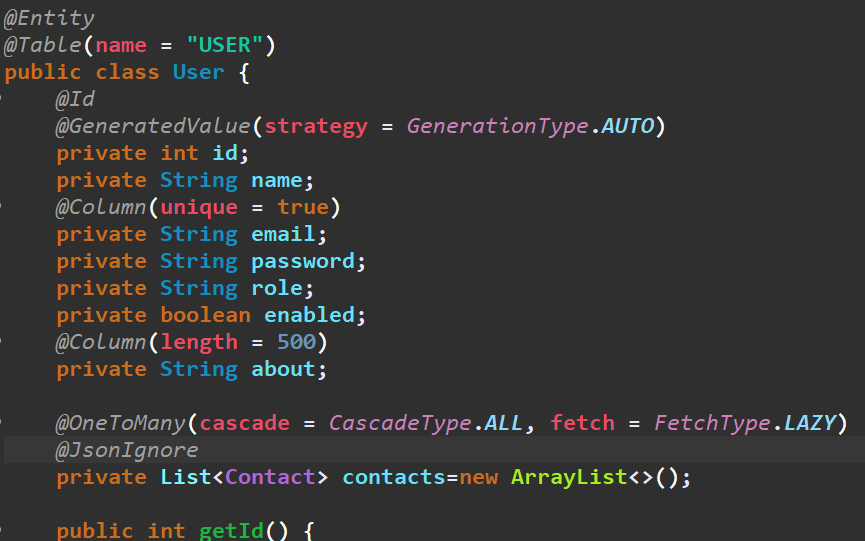 @Entity
@Table(name = "USER")
public class User {
@Id
@GeneratedValue(strategy = GenerationType.AUTO)
private int id;
private String name;
@Column(unique = true)
private String email;
private String password;
private String role;
private boolean enabled;
@Column(length = 500)
private String about;
@OneToMany(cascade = CascadeType.ALL, fetch = FetchType.LAZY)
@JsonIgnore
private List<Contact> contacts=new ArrayList<>();
public int getId() {